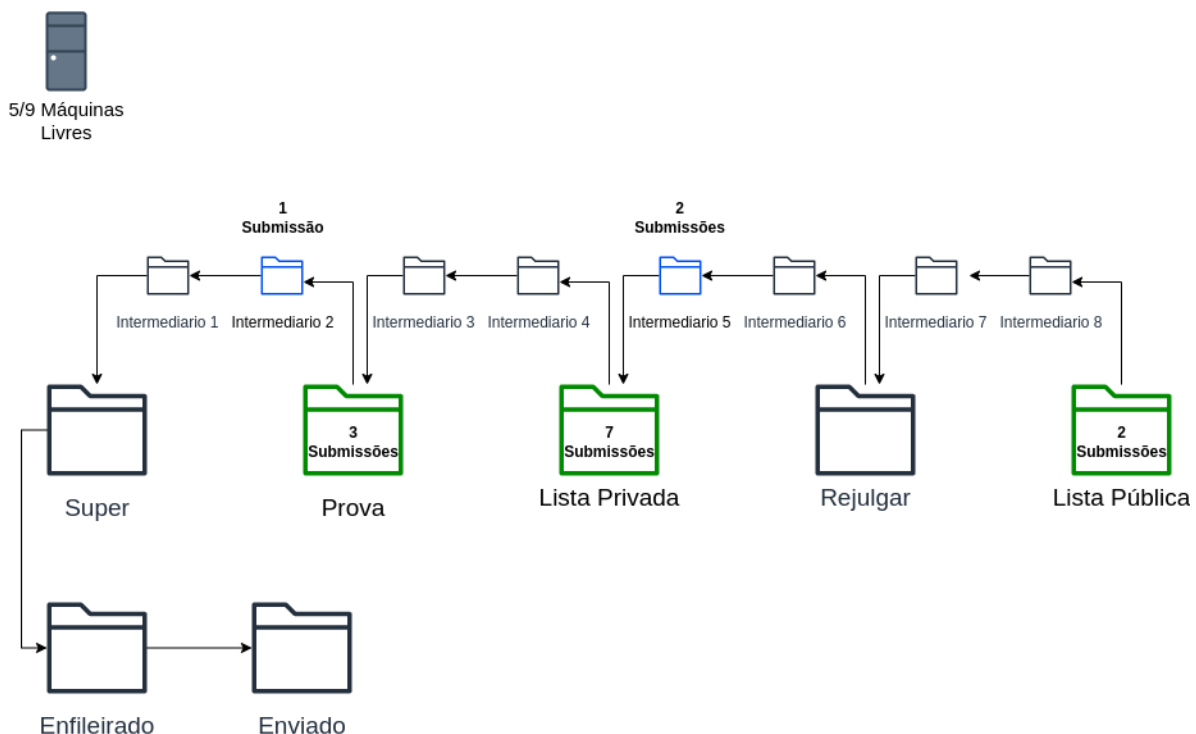 5/9 Máquinas
Livres
1
Submissão
2
Submissões
Intermediario 1
Intermediario 2
Intermediario 3
Intermediario 4
Intermediario 5
Intermediario 6
Intermediario 7
Intermediario 8
3
Submissões
7
Submissões
2
Submissões
Super
Prova
Lista Privada
Rejulgar
Lista Pública
Enfileirado
Enviado